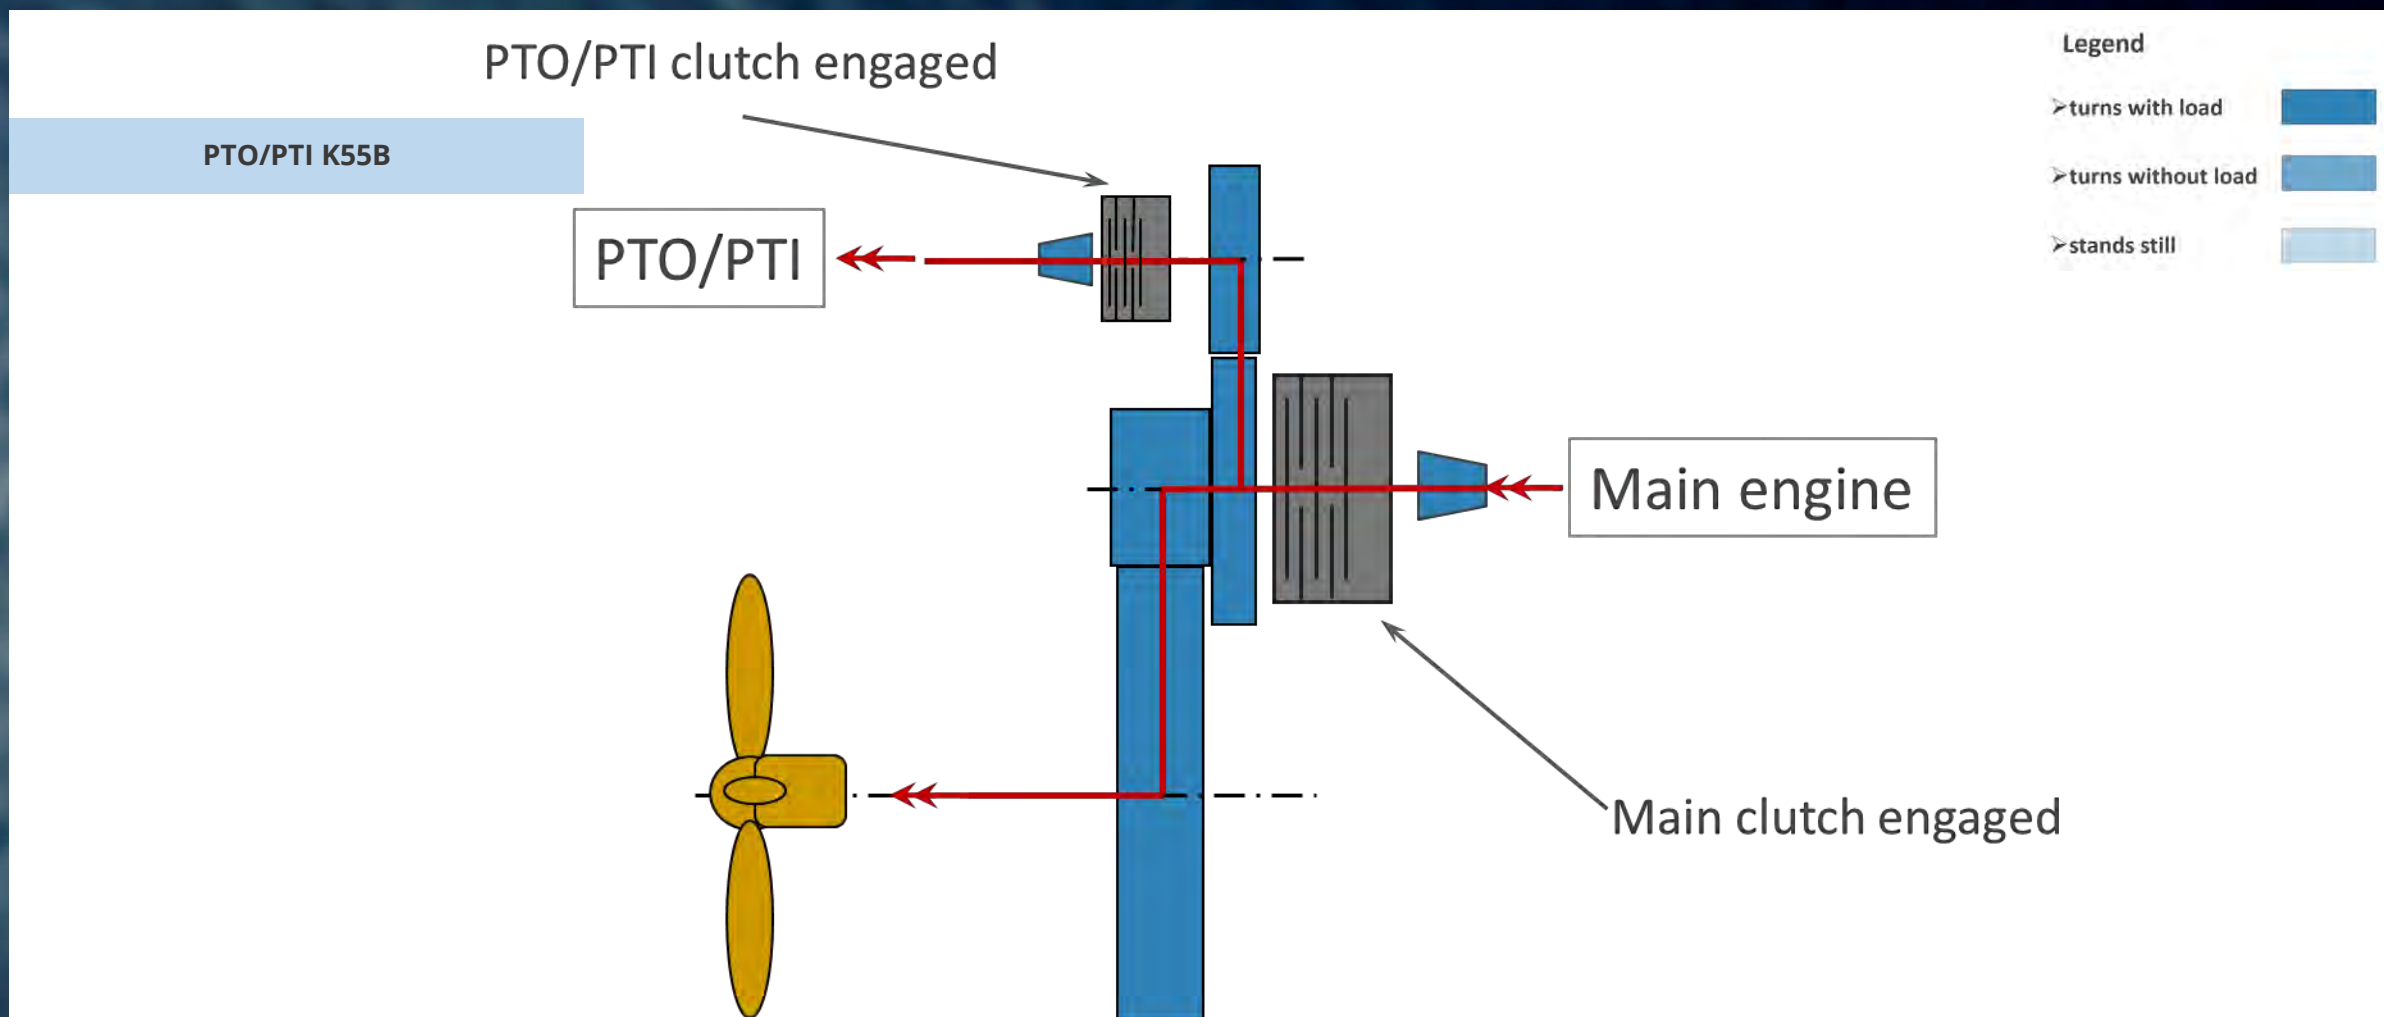 PTO/PTI clutch engaged
Legend
➢turns with load
PTO/PTI K55B
➢turns without load
PTO/PTI
➢stands still
Main engine
Main clutch engaged